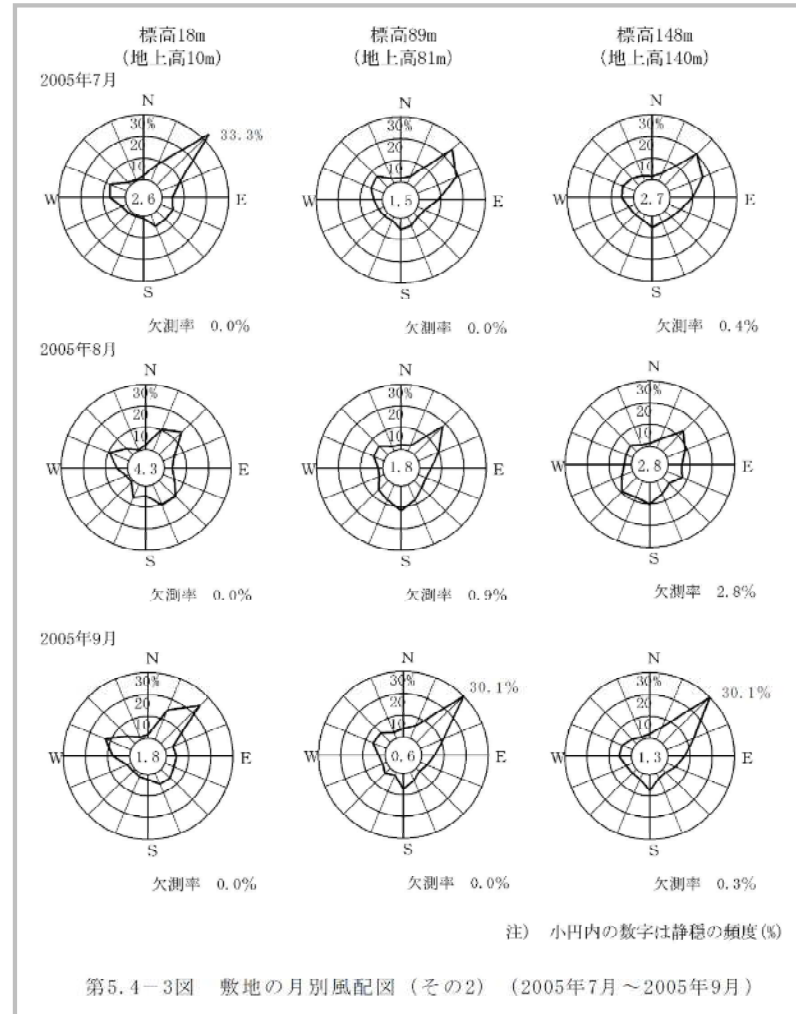 標高18m 標高89m 標高148m
(地上高10m) (地上高81m) (地上高140m)
2005年7月
N N N
30% 30% 30%
33.3%
20 20 20
10 10 10
W 2.6 E W 1.5 E W 2.7 E
S S S
欠測率 0.0% 欠測率 0.0% 欠測率 0.4%
2005年8月
N N N
30% 30% 30%
20 20 20
10 10 10
W 4.3 E W 1.8 E W 2.8 E
S S S
欠測率 0.0% 欠測率 0.9% 欠測率 2.8%
2005年9月
N N N
30% 30% 30.1% 30% 30.1%
20 20 20
10 10 10
W 1.8 E W 0.6 E W 1.3 E
S S S
欠測率 0.0% 欠測率 0.0% 欠測率 0.3%
注) 小円内の数字は静穏の頻度(%)
第5.4-3図 敷地の月別風配図(その2) (2005年7月~2005年9月)